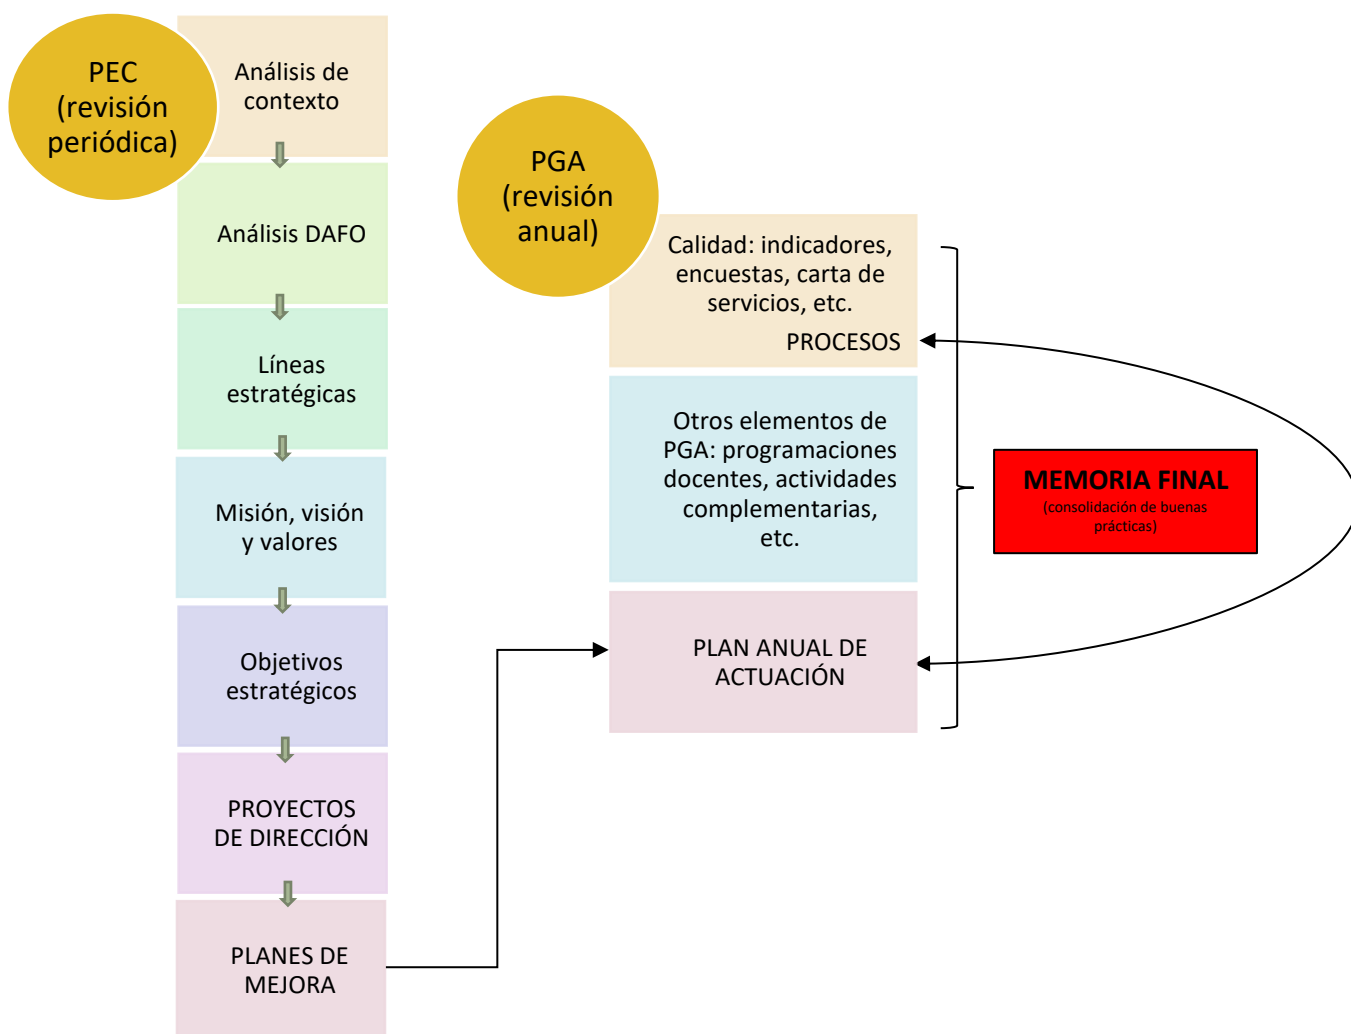 PEC
(revisión
periódica)
Análisis de
contexto
Análisis DAFO
Líneas
estratégicas
Misión, visión
y valores
Objetivos
estratégicos
PROYECTOS
DE DIRECCIÓN
PLANES DE
MEJORA
PGA
(revisión
anual)
Calidad: indicadores,
encuestas, carta de
servicios, etc.
PROCESOS
Otros elementos de
PGA: programaciones
docentes, actividades
complementarias,
etc.
PLAN ANUAL DE
ACTUACIÓN
MEMORIA FINAL
(consolidación de buenas
prácticas)